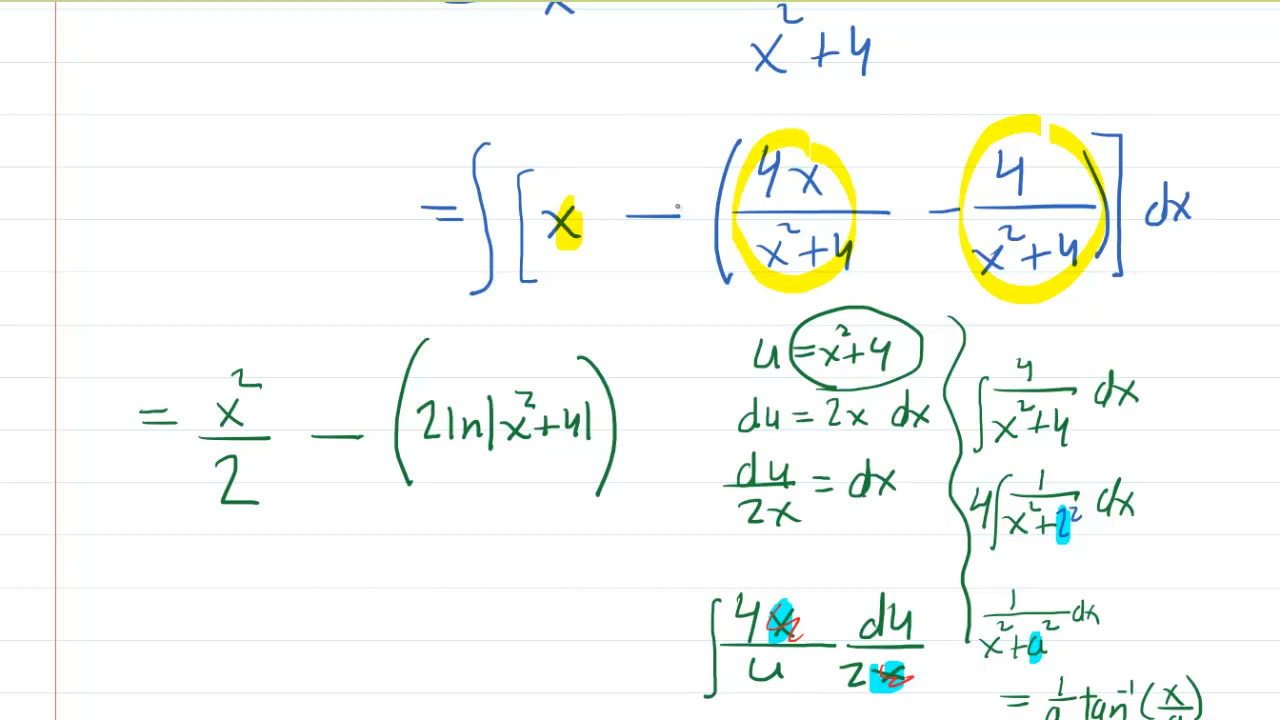 = x
x² + 4
= ∫ [ x − ( 4x / x² + 4 − 4 / x² + 4 ) ] dx
= x² / 2 − ( 2 ln | x² + 4 | )
u = x² + 4
du = 2x dx
du / 2x = dx
∫ 4x / u du / 2x
∫ 4 / x² + 4 dx
4 ∫ 1 / x² + 2² dx
1 / x² + a² dx
= 1 / a tan⁻¹ ( x / a )